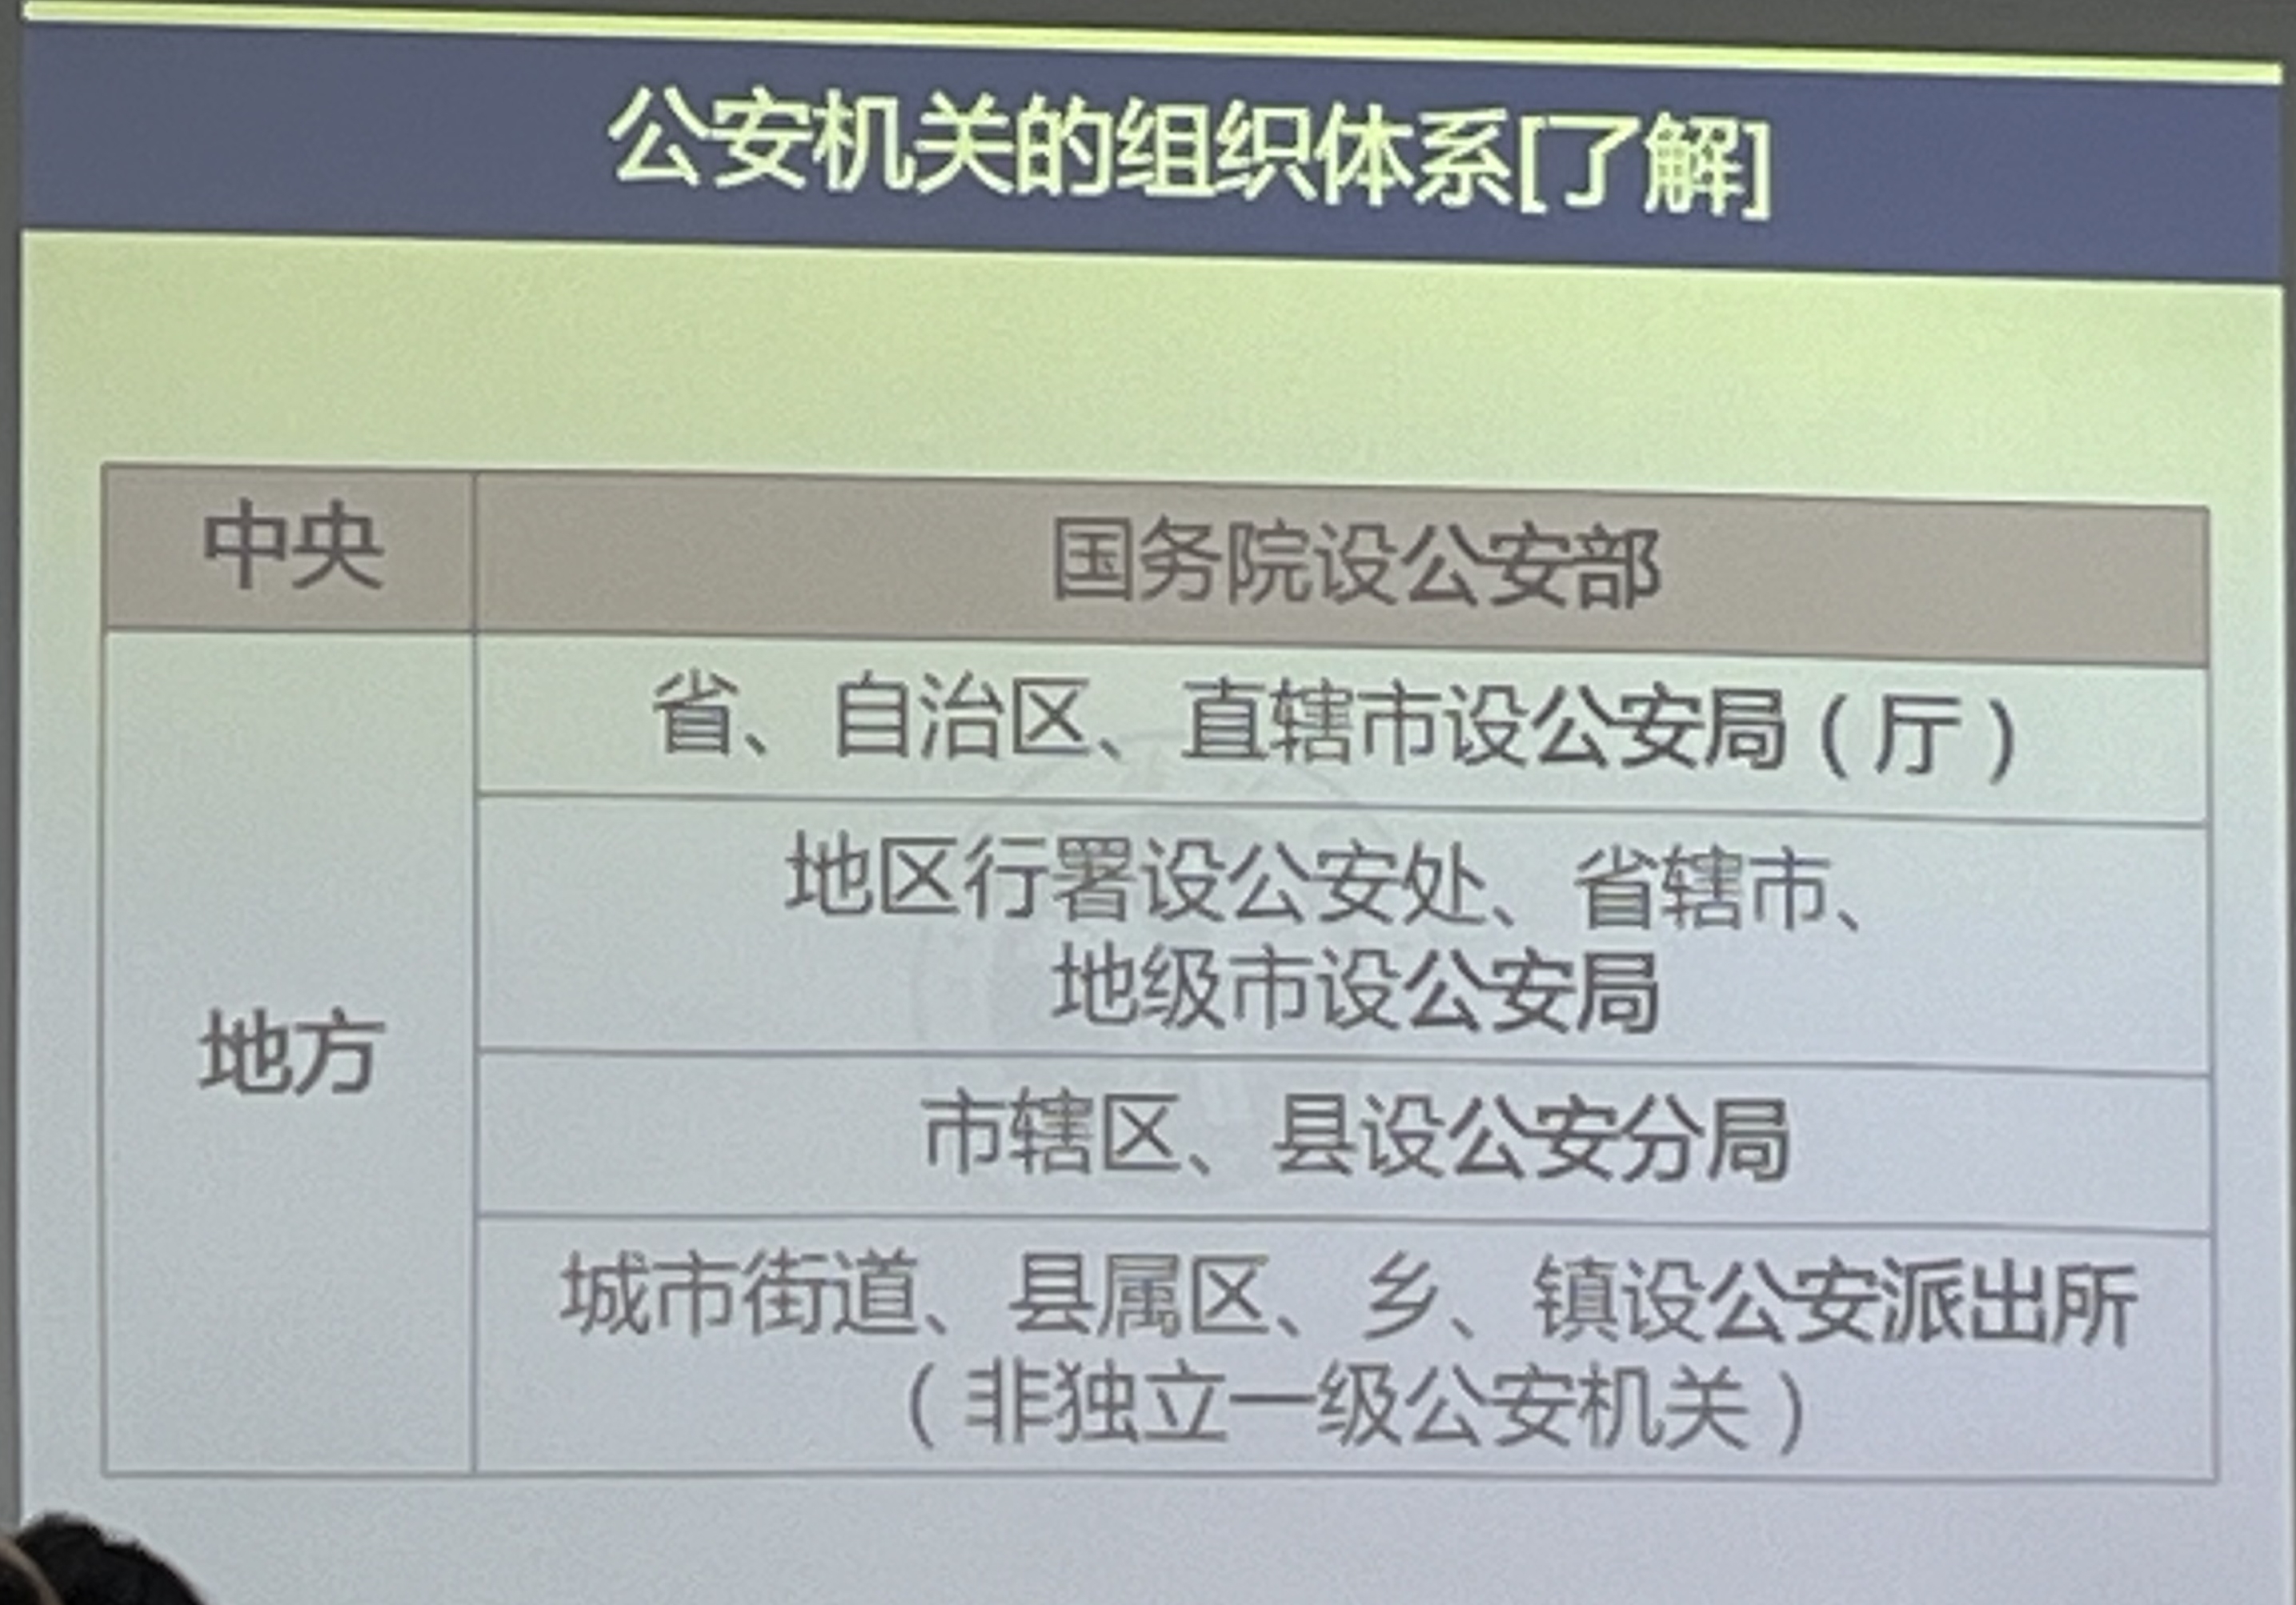 公安机关的组织体系[了解]
中央
国务院设公安部
地方
省、自治区、直辖市设公安局（厅）
地区行署设公安处、省辖市、
地级市设公安局
市辖区、县设公安分局
城市街道、县属区、乡、镇设公安派出所
（非独立一级公安机关）